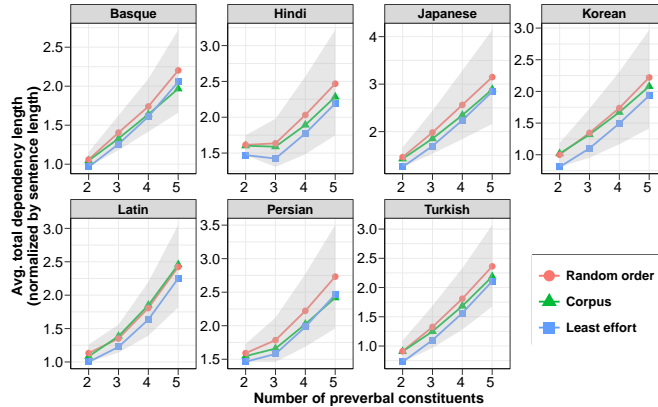 Basque
Hindi
Japanese
Korean
2.5
2.0
1.5
1.0
3.0
2.5
2.0
1.5
4
3
2
3.0
2.5
2.0
1.5
1.0
2 3 4 5
2 3 4 5
2 3 4 5
2 3 4 5
Latin
Persian
Turkish
3.0
2.5
2.0
1.5
1.0
3.5
3.0
2.5
2.0
1.5
3.0
2.5
2.0
1.5
1.0
2 3 4 5
2 3 4 5
2 3 4 5
Avg. total dependency length
(normalized by sentence length)
Number of preverbal constituents
Random order
Corpus
Least effort